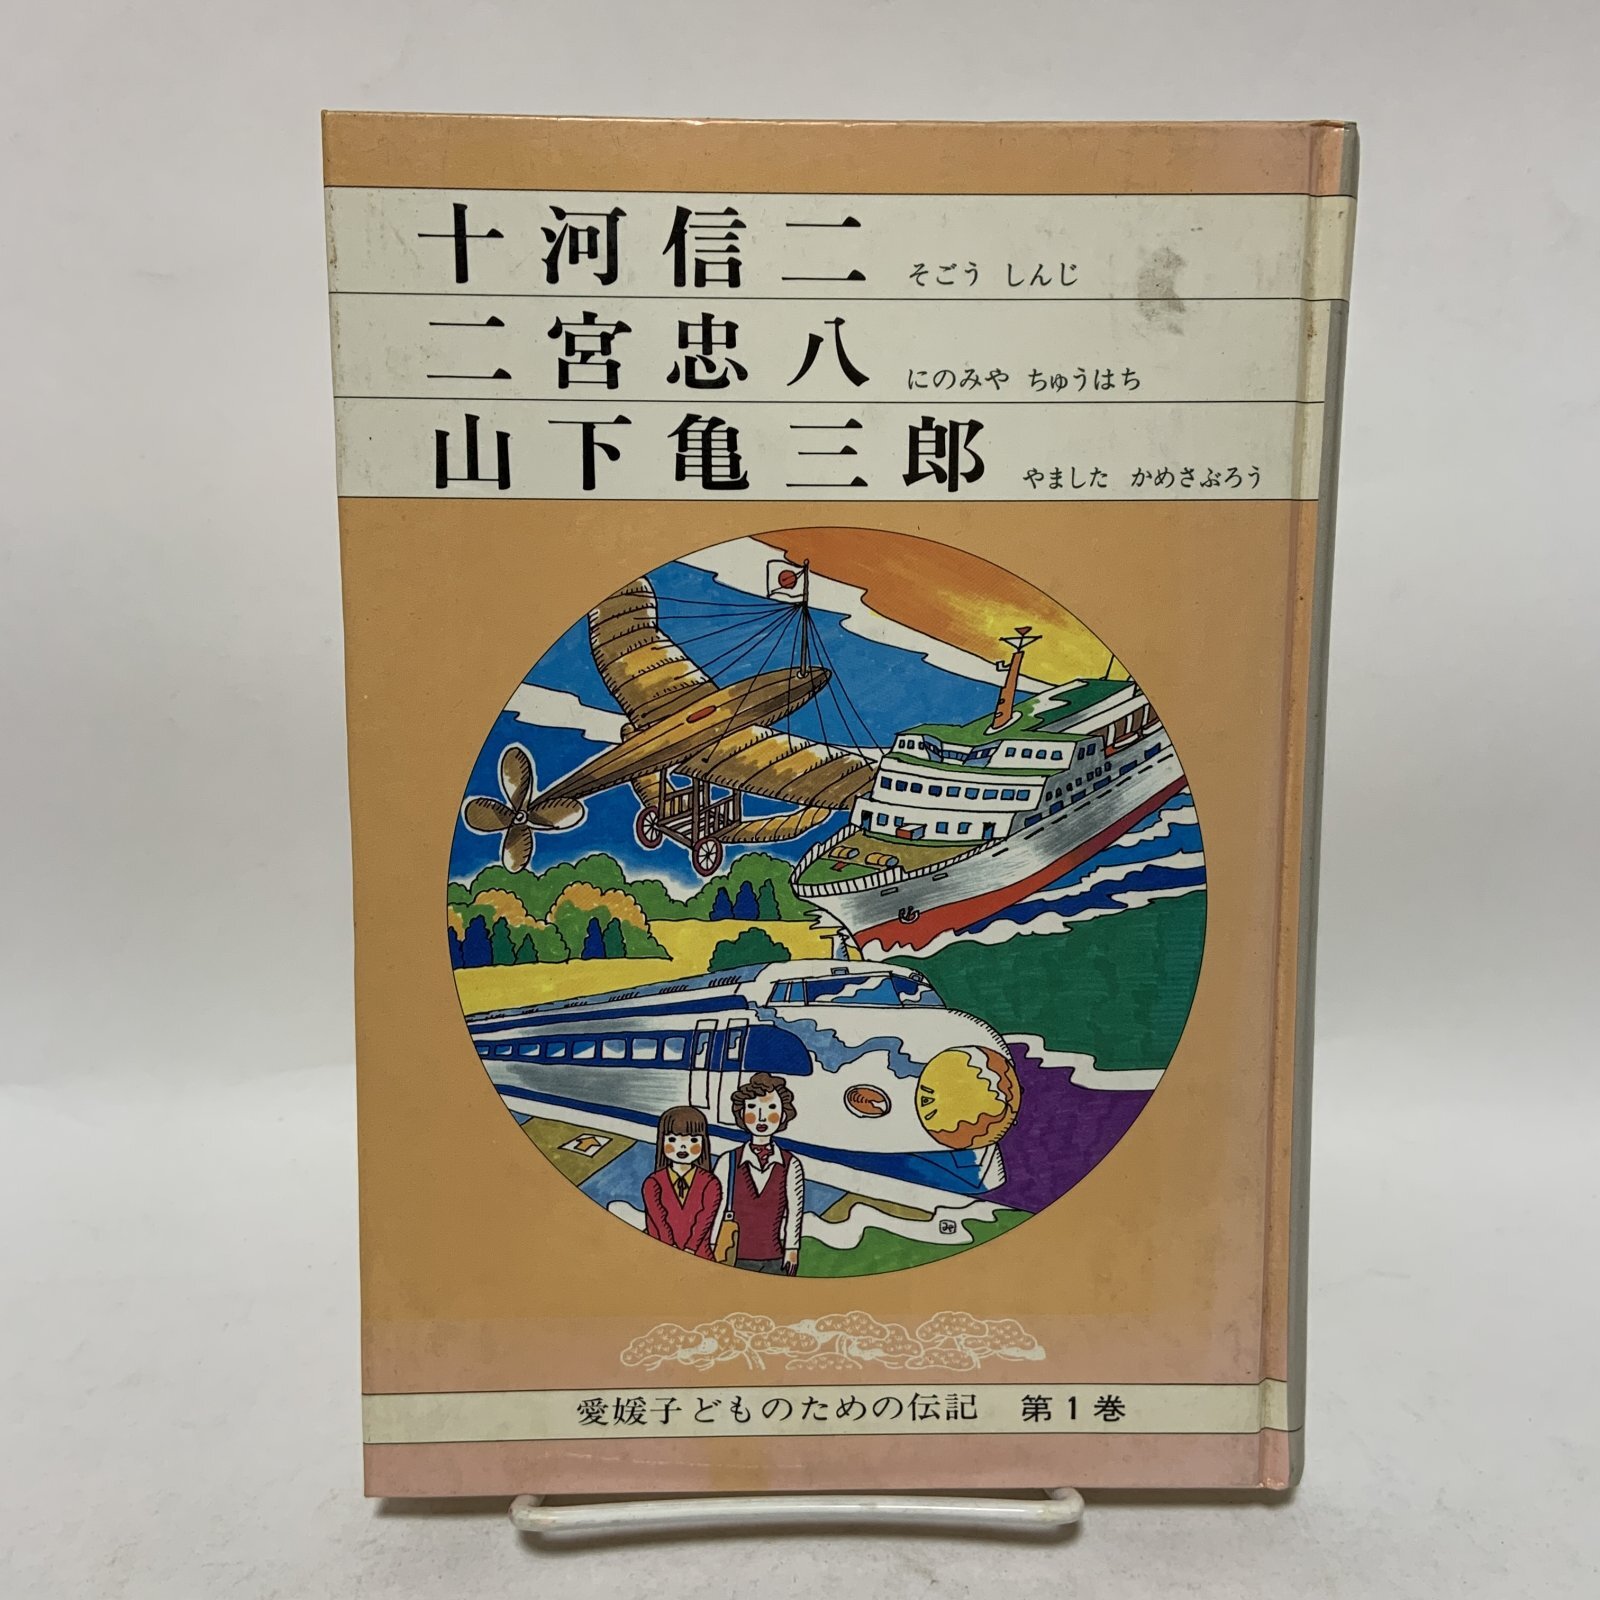 十河信二 そごう しんじ
二宮忠八 にのみや ちゅうはち
山下亀三郎 やました かめさぶろう
愛媛子どものための伝記 第1巻